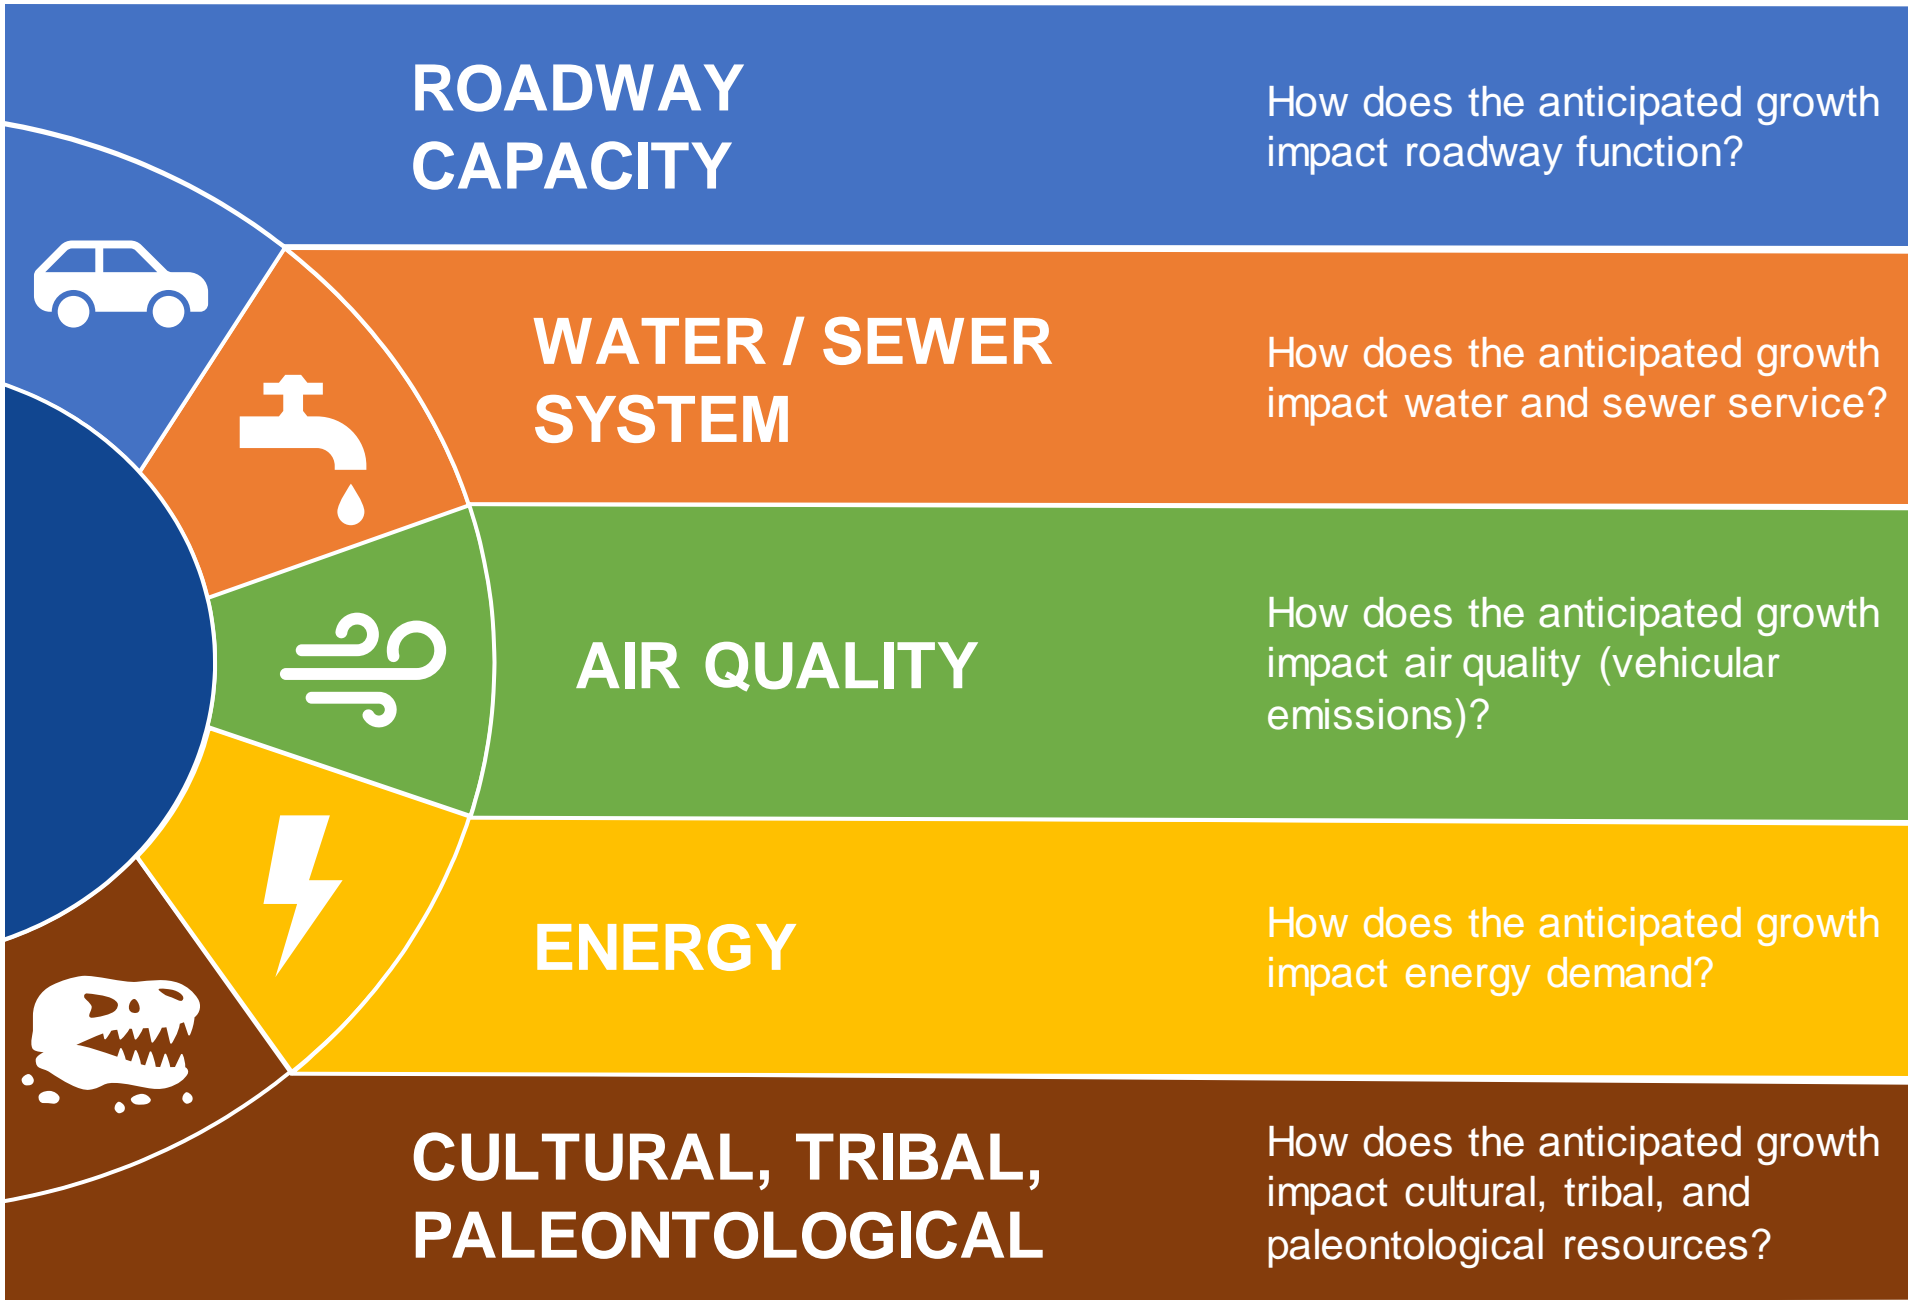 ROADWAY
CAPACITY
How does the anticipated growth
impact roadway function?
WATER / SEWER
SYSTEM
How does the anticipated growth
impact water and sewer service?
AIR QUALITY
How does the anticipated growth
impact air quality (vehicular
emissions)?
ENERGY
How does the anticipated growth
impact energy demand?
CULTURAL, TRIBAL,
PALEONTOLOGICAL
How does the anticipated growth
impact cultural, tribal, and
paleontological resources?